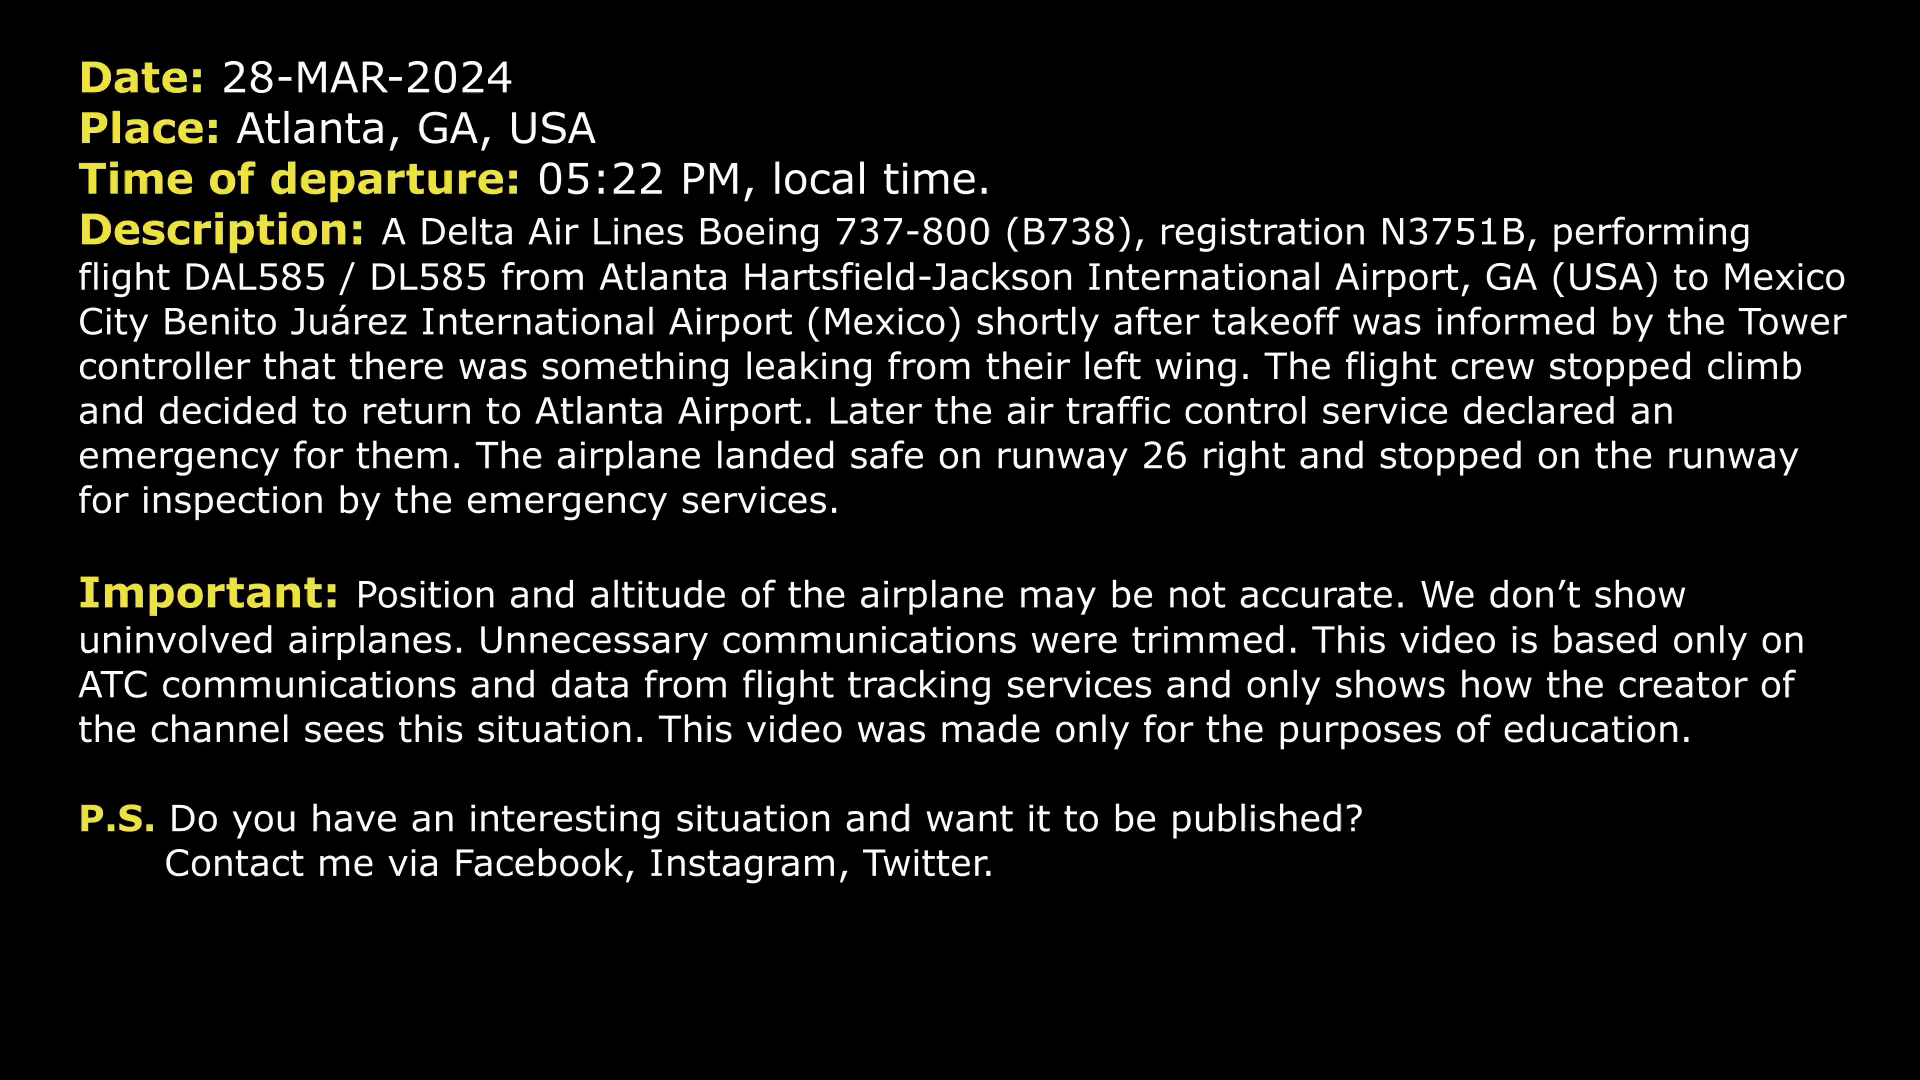 Date: 28-MAR-2024
Place: Atlanta, GA, USA
Time of departure: 05:22 PM, local time.
Description: A Delta Air Lines Boeing 737-800 (B738), registration N3751B, performing
flight DAL585 / DL585 from Atlanta Hartsfield-Jackson International Airport, GA (USA) to Mexico
City Benito Juárez International Airport (Mexico) shortly after takeoff was informed by the Tower
controller that there was something leaking from their left wing. The flight crew stopped climb
and decided to return to Atlanta Airport. Later the air traffic control service declared an
emergency for them. The airplane landed safe on runway 26 right and stopped on the runway
for inspection by the emergency services.
Important: Position and altitude of the airplane may be not accurate. We don’t show
uninvolved airplanes. Unnecessary communications were trimmed. This video is based only on
ATC communications and data from flight tracking services and only shows how the creator of
the channel sees this situation. This video was made only for the purposes of education.
P.S. Do you have an interesting situation and want it to be published?
Contact me via Facebook, Instagram, Twitter.